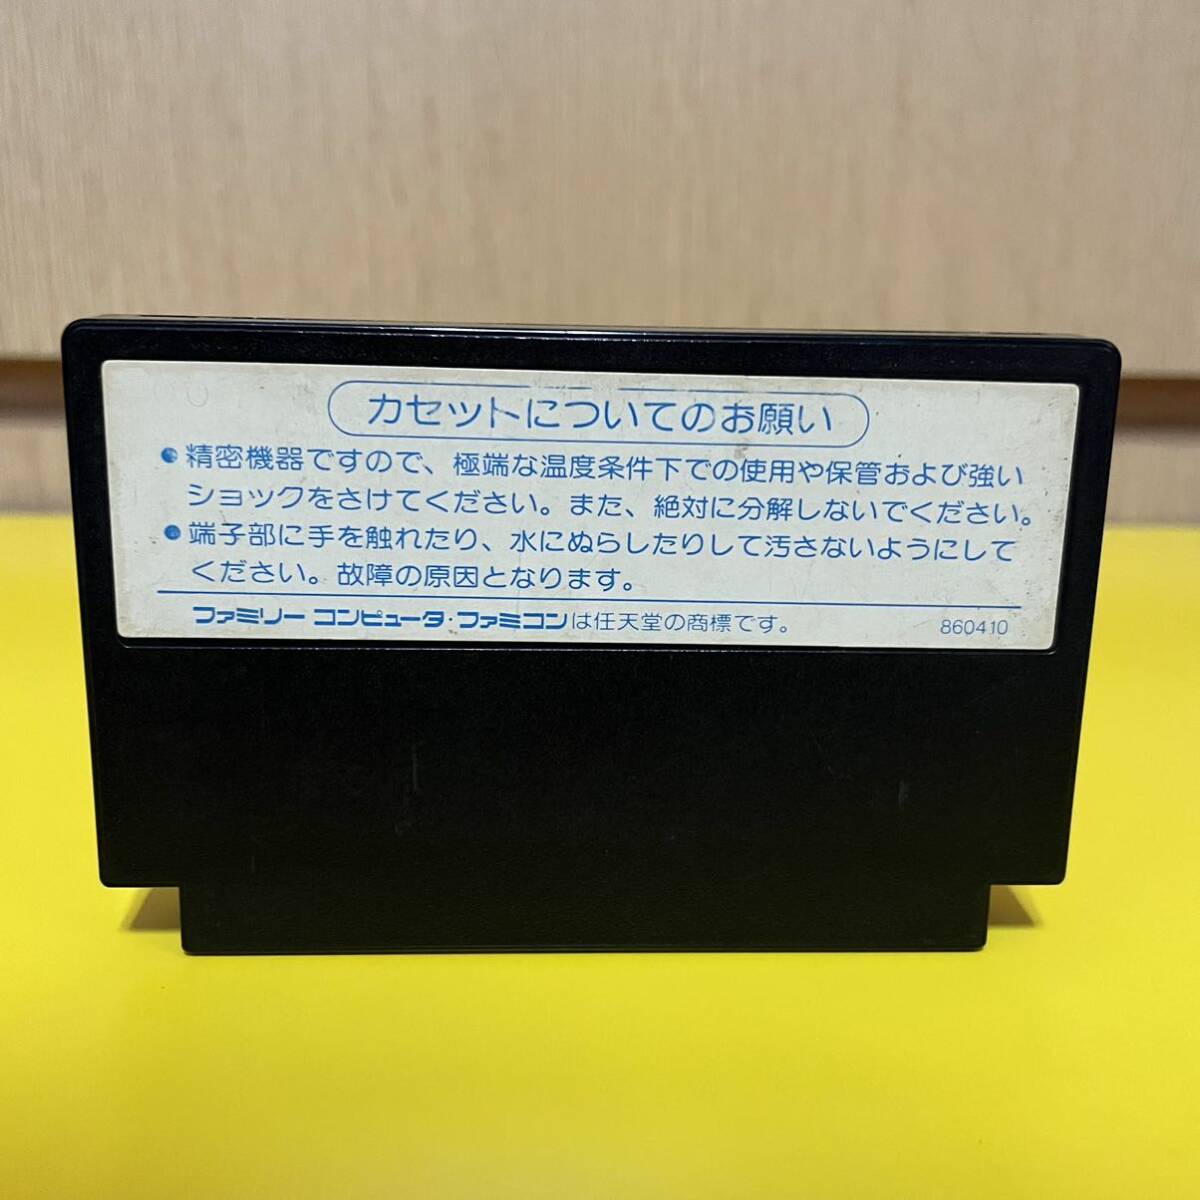 カセットについてのお願い
●精密機器ですので、極端な温度条件下での使用や保管および強い
ショックをさけてください。また、絶対に分解しないでください。
●端子部に手を触れたり、水にぬらしたりして汚さないようにして
ください。故障の原因となります。
ファミリー コンピュータ・ファミコンは任天堂の商標です。 860410